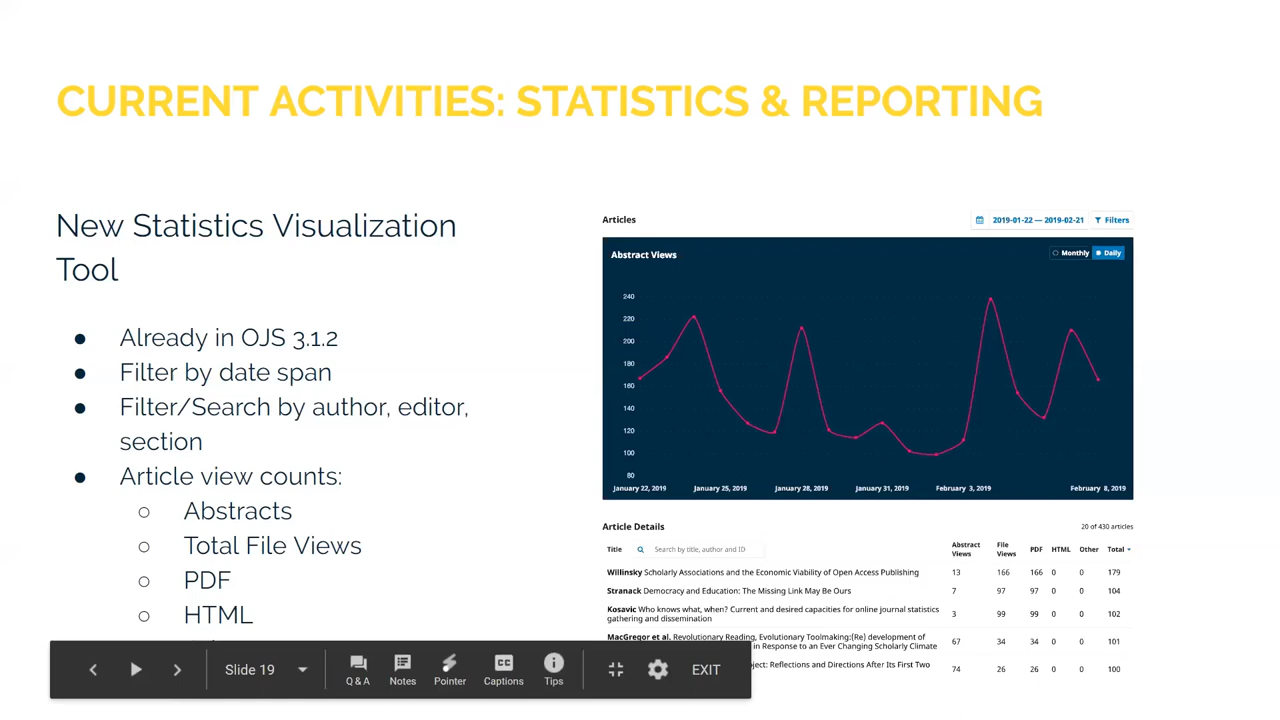 CURRENT ACTIVITIES: STATISTICS & REPORTING
New Statistics Visualization
Tool
● Already in OJS 3.1.2
● Filter by date span
● Filter/Search by author, editor,
section
● Article view counts:
○ Abstracts
○ Total File Views
○ PDF
○ HTML
Articles
2019-01-22 — 2019-02-21 Filters
Abstract Views
Monthly Daily
240
220
200
180
160
140
120
100
80
January 22, 2019 January 25, 2019 January 28, 2019 January 31, 2019 February 3, 2019 February 8, 2019
Article Details 20 of 430 articles
Title Search by title, author and ID Abstract Views File Views PDF HTML Other Total
Willinsky Scholarly Associations and the Economic Viability of Open Access Publishing 13 166 166 0 0 179
Stranack Democracy and Education: The Missing Link May Be Ours 7 97 97 0 0 104
Kosavic Who knows what, when? Current and desired capacities for online journal statistics
gathering and dissemination 3 99 99 0 0 102
MacGregor et al. Revolutionary Reading, Evolutionary Toolmaking:(Re) development of
in Response to an Ever Changing Scholarly Climate 67 34 34 0 0 101
: Reflections and Directions After Its First Two 74 26 26 0 0 100
Slide 19
Q & A
Notes
Pointer
CC
Captions
Tips
EXIT